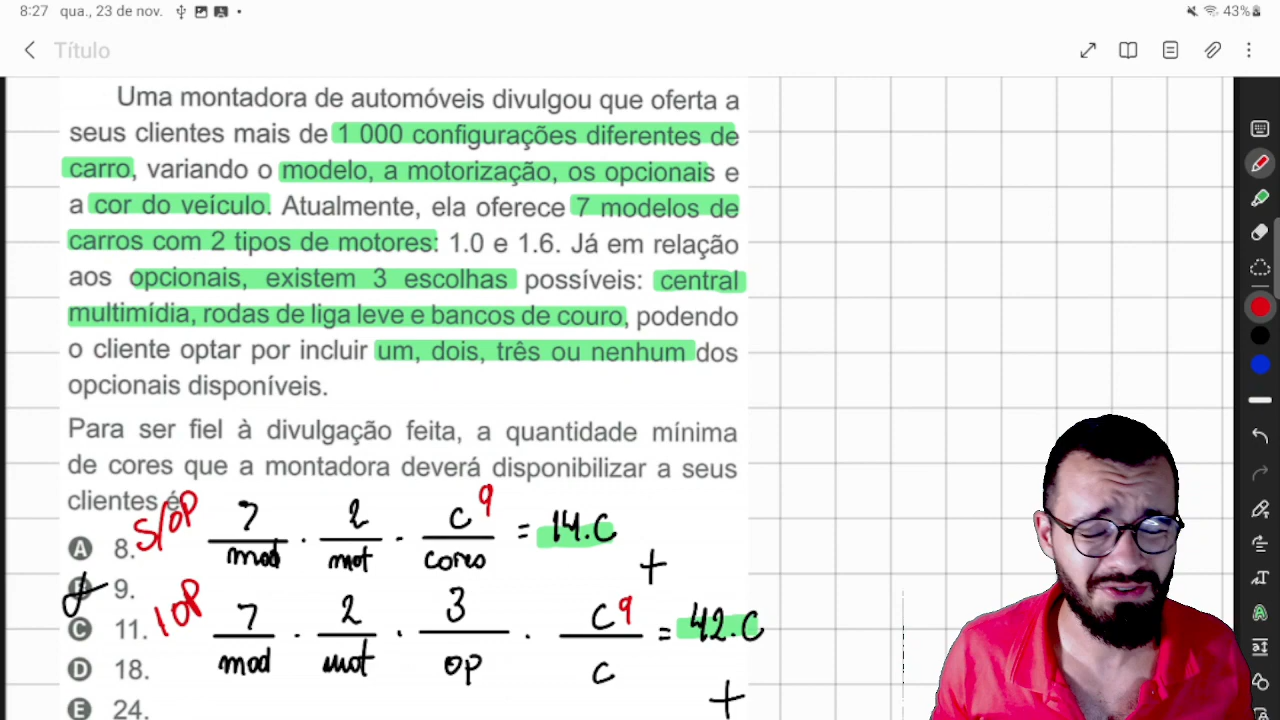 8:27 qua., 23 de nov. 43%
Título
Uma montadora de automóveis divulgou que oferta a
seus clientes mais de 1 000 configurações diferentes de
carro, variando o modelo, a motorização, os opcionais e
a cor do veículo. Atualmente, ela oferece 7 modelos de
carros com 2 tipos de motores: 1.0 e 1.6. Já em relação
aos opcionais, existem 3 escolhas possíveis: central
multimídia, rodas de liga leve e bancos de couro, podendo
o cliente optar por incluir um, dois, três ou nenhum dos
opcionais disponíveis.
Para ser fiel à divulgação feita, a quantidade mínima
de cores que a montadora deverá disponibilizar a seus
clientes é
S/OP 7 . 2 . C 9 = 14.C
mod mot cores
A 8.
+
B 9.
1 OP 7 . 2 . 3 . C 9 = 42.C
C 11.
mod mot op C
D 18.
+
E 24.